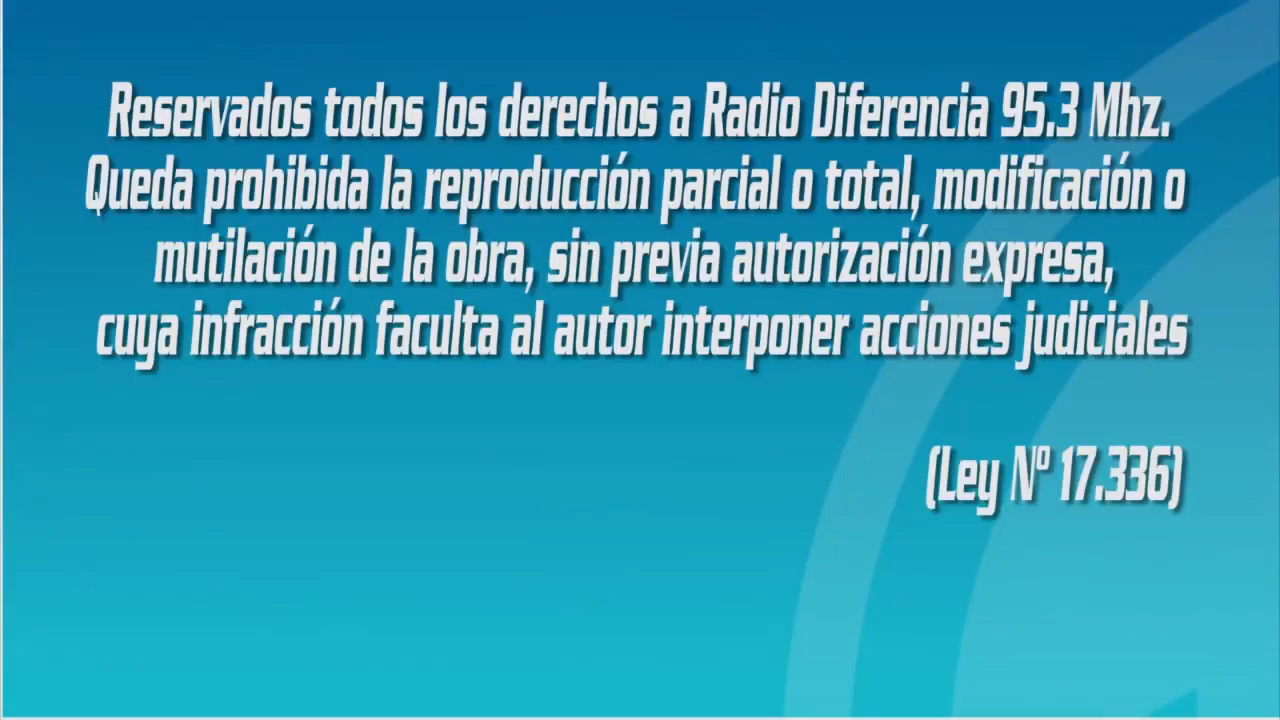 Reservados todos los derechos a Radio Diferencia 95.3 Mhz.
Queda prohibida la reproducción parcial o total, modificación o
mutilación de la obra, sin previa autorización expresa,
cuya infracción faculta al autor interponer acciones judiciales
(Ley Nº 17.336)